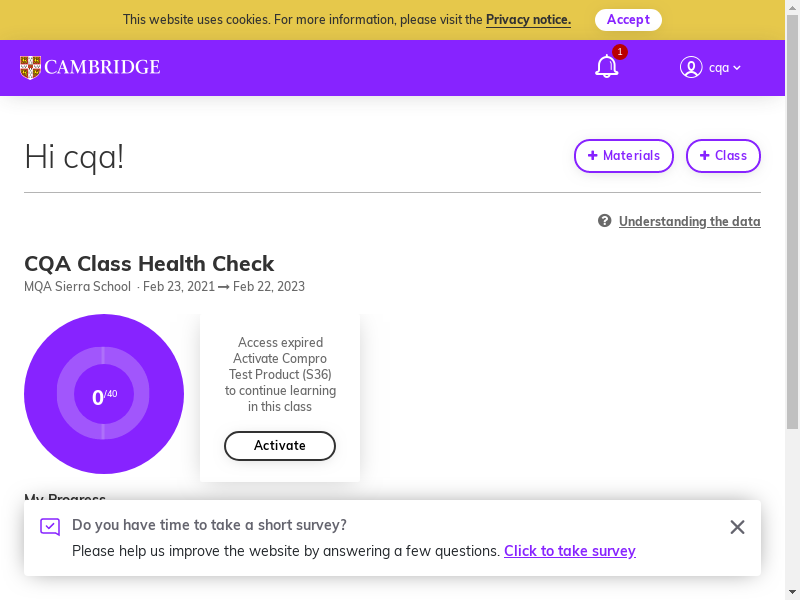 This website uses cookies. For more information, please visit the Privacy notice.
Accept
CAMBRIDGE
1
cqa
Hi cqa!
+ Materials
+ Class
Understanding the data
CQA Class Health Check
MQA Sierra School · Feb 23, 2021 → Feb 22, 2023
0/40
Access expired
Activate Compro
Test Product (S36)
to continue learning
in this class
Activate
My Progress
Do you have time to take a short survey?
Please help us improve the website by answering a few questions. Click to take survey